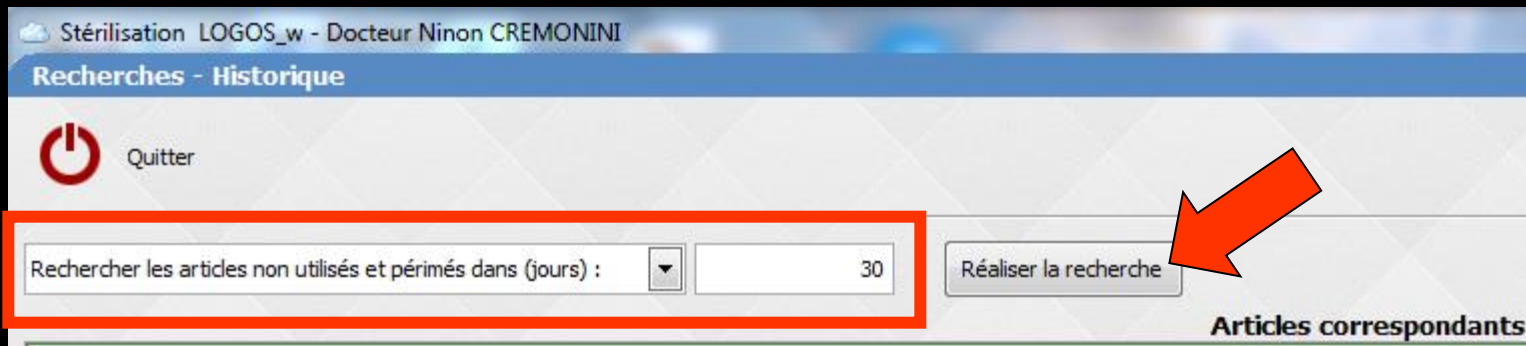 Stérilisation LOGOS_w - Docteur Ninon CREMONINI
Recherches - Historique
Quitter
Rechercher les articles non utilisés et périmés dans (jours) : 30 Réaliser la recherche
Articles correspondants